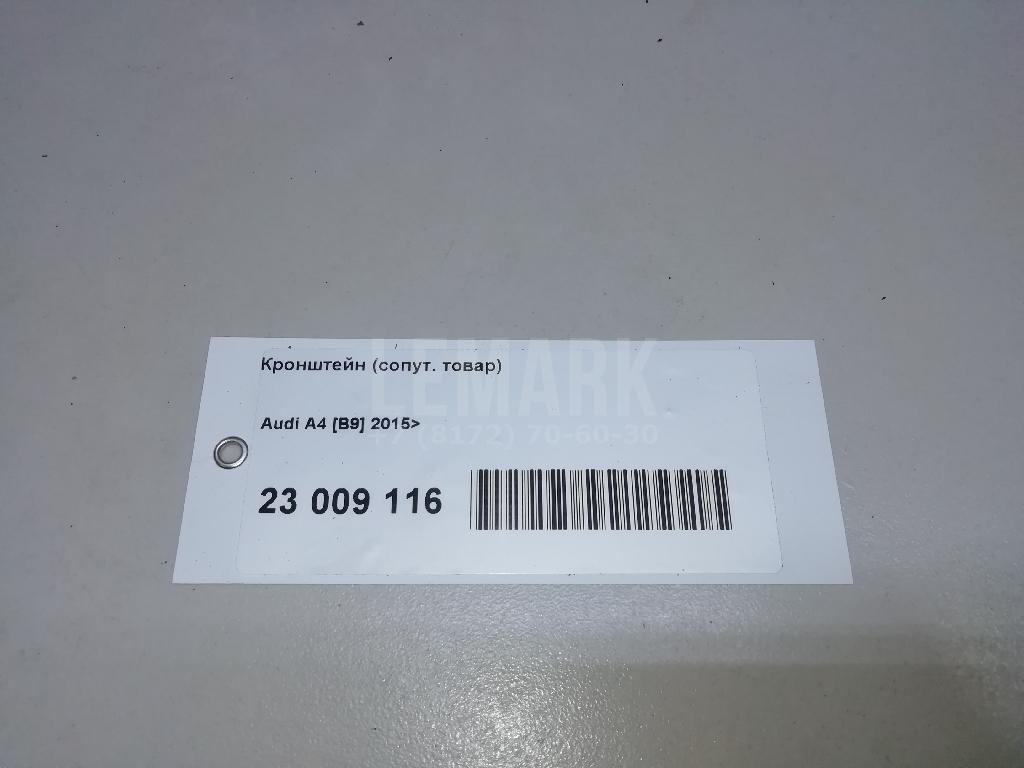 Кронштейн (сопут. товар)
LEMARK
Audi A4 [B9] 2015>
+7 (8172) 70-60-30
23 009 116